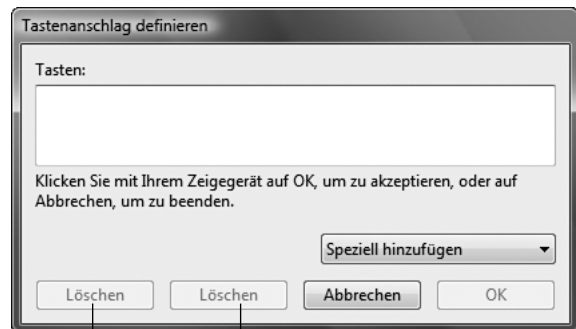 Tastenanschlag definieren
Tasten:
Klicken Sie mit Ihrem Zeigegerät auf OK, um zu akzeptieren, oder auf
Abbrechen, um zu beenden.
Speziell hinzufügen
Löschen Löschen Abbrechen OK